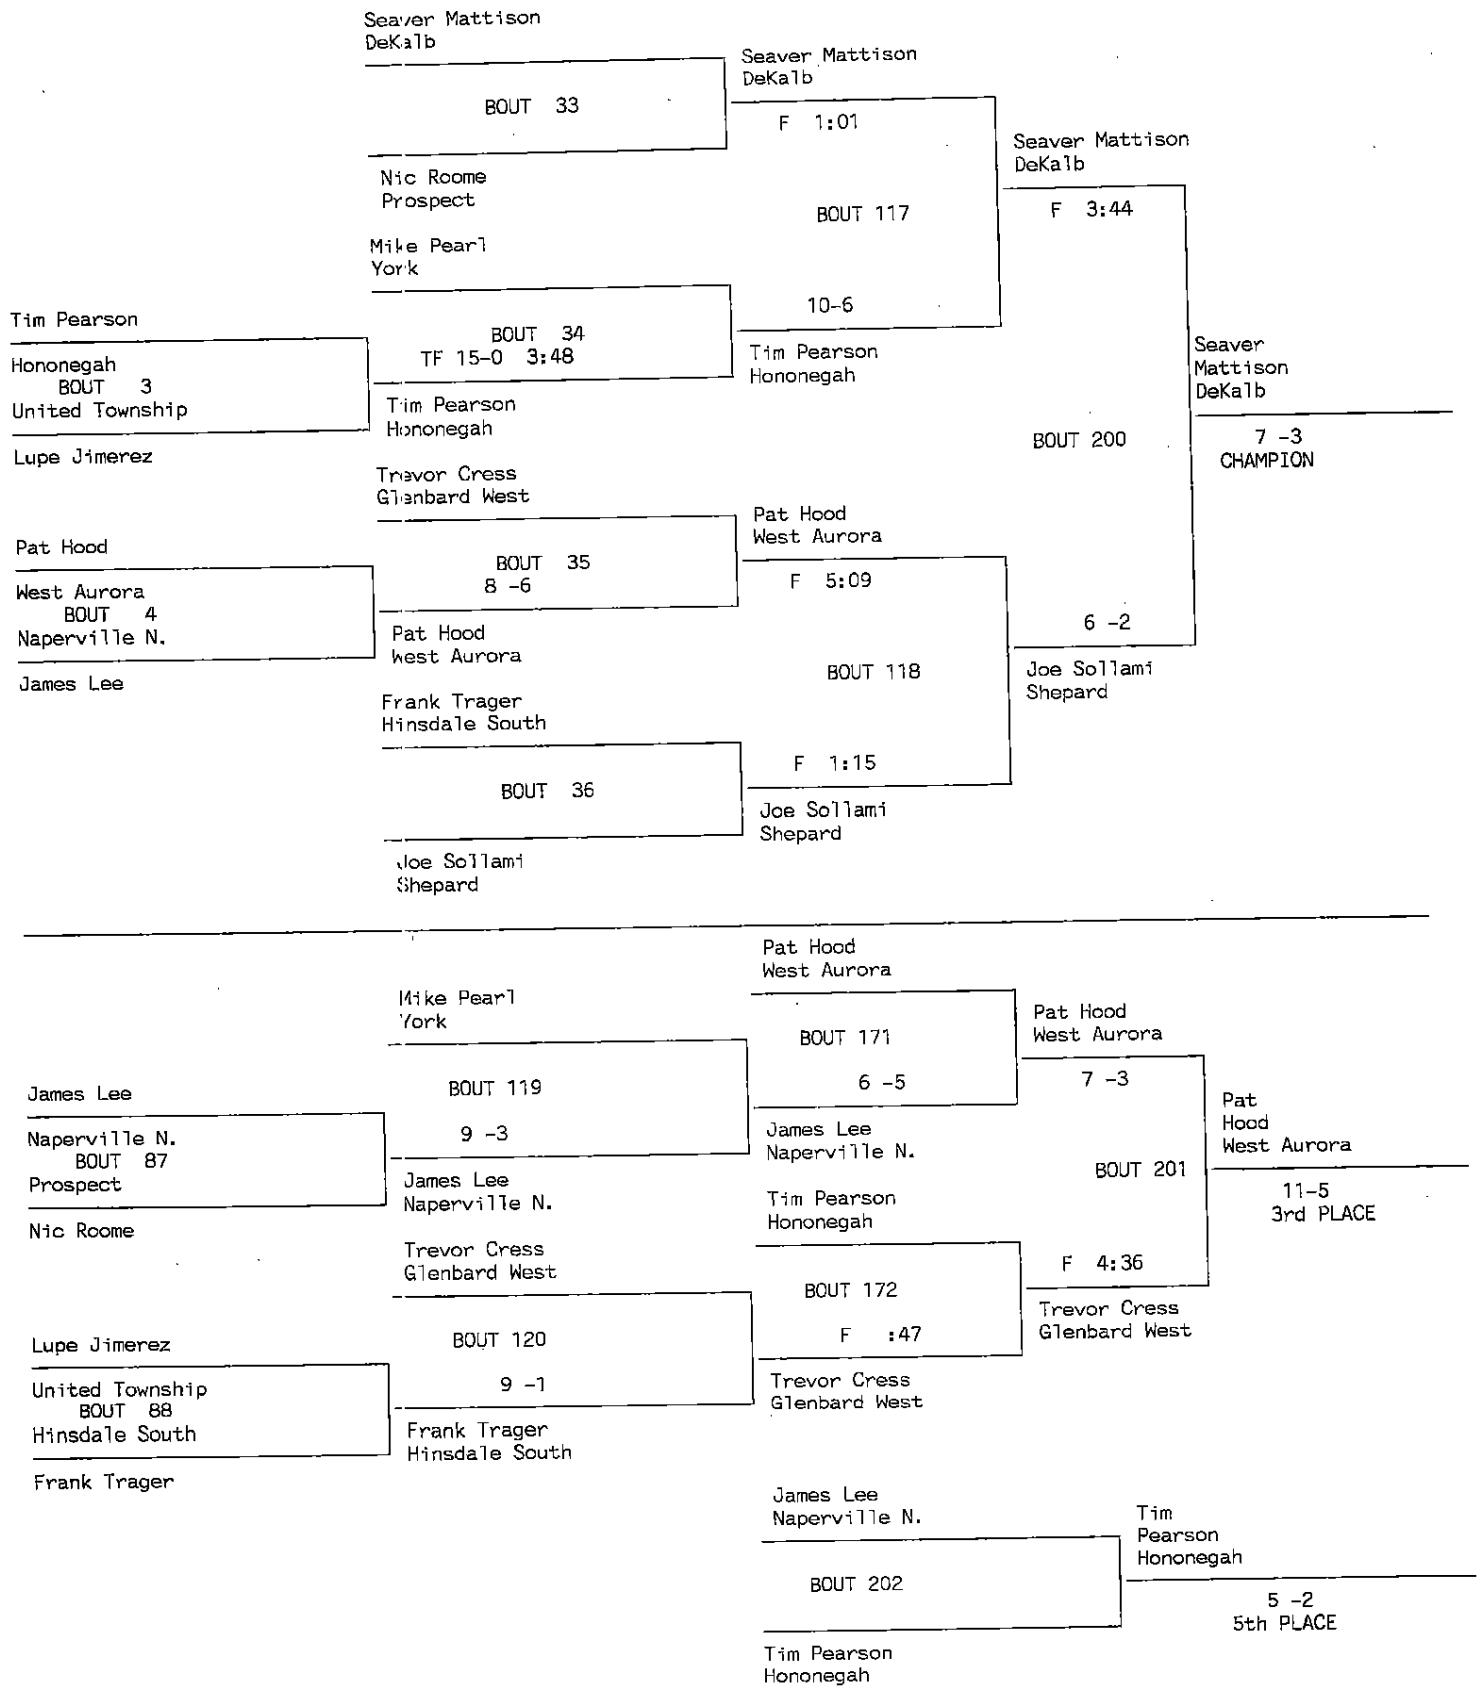 Seaver Mattison
DeKalb
BOUT 33
Nic Roome
Prospect
Seaver Mattison
DeKalb
F 1:01
BOUT 117
10-6
Tim Pearson
Hononegah
Mike Pearl
York
BOUT 34
TF 15-0 3:48
Tim Pearson
Hononegah
Tim Pearson
Hononegah
BOUT 3
United Township
Lupe Jimerez
Seaver Mattison
DeKalb
F 3:44
BOUT 200
6 -2
Joe Sollami
Shepard
Seaver
Mattison
DeKalb
7 -3
CHAMPION
Trevor Cress
Glenbard West
BOUT 35
8 -6
Pat Hood
West Aurora
Pat Hood
West Aurora
BOUT 4
Naperville N.
James Lee
Pat Hood
West Aurora
F 5:09
BOUT 118
F 1:15
Joe Sollami
Shepard
Frank Trager
Hinsdale South
BOUT 36
Joe Sollami
Shepard
Pat Hood
West Aurora
BOUT 171
6 -5
James Lee
Naperville N.
Mike Pearl
York
BOUT 119
9 -3
James Lee
Naperville N.
James Lee
Naperville N.
BOUT 87
Prospect
Nic Roome
Pat Hood
West Aurora
7 -3
BOUT 201
F 4:36
Trevor Cress
Glenbard West
Pat
Hood
West Aurora
11-5
3rd PLACE
Tim Pearson
Hononegah
BOUT 172
F :47
Trevor Cress
Glenbard West
Trevor Cress
Glenbard West
BOUT 120
9 -1
Frank Trager
Hinsdale South
Lupe Jimerez
United Township
BOUT 88
Hinsdale South
Frank Trager
James Lee
Naperville N.
BOUT 202
Tim Pearson
Hononegah
Tim
Pearson
Hononegah
5 -2
5th PLACE